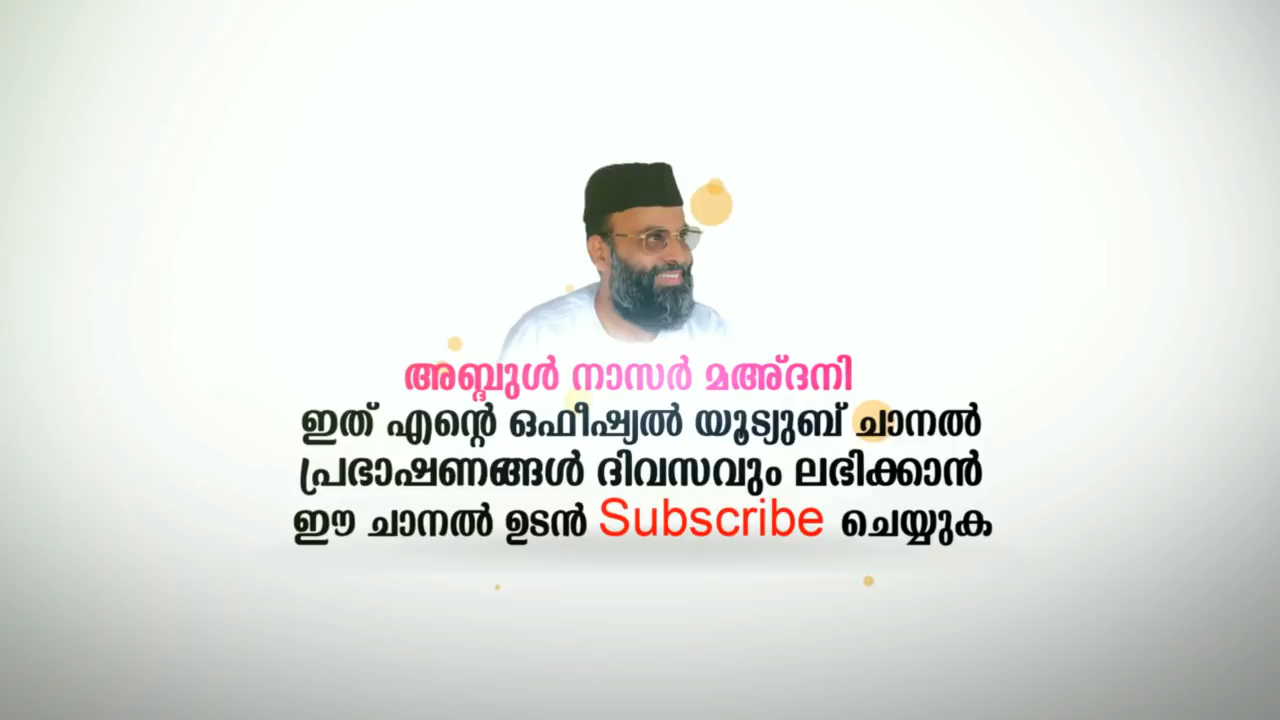 അബ്ദുൾ നാസർ മഅ്ദനി
ഇത് എന്റെ ഒഫീഷ്യൽ യൂട്യുബ് ചാനൽ
പ്രഭാഷണങ്ങൾ ദിവസവും ലഭിക്കാൻ
ഈ ചാനൽ ഉടൻ Subscribe ചെയ്യുക